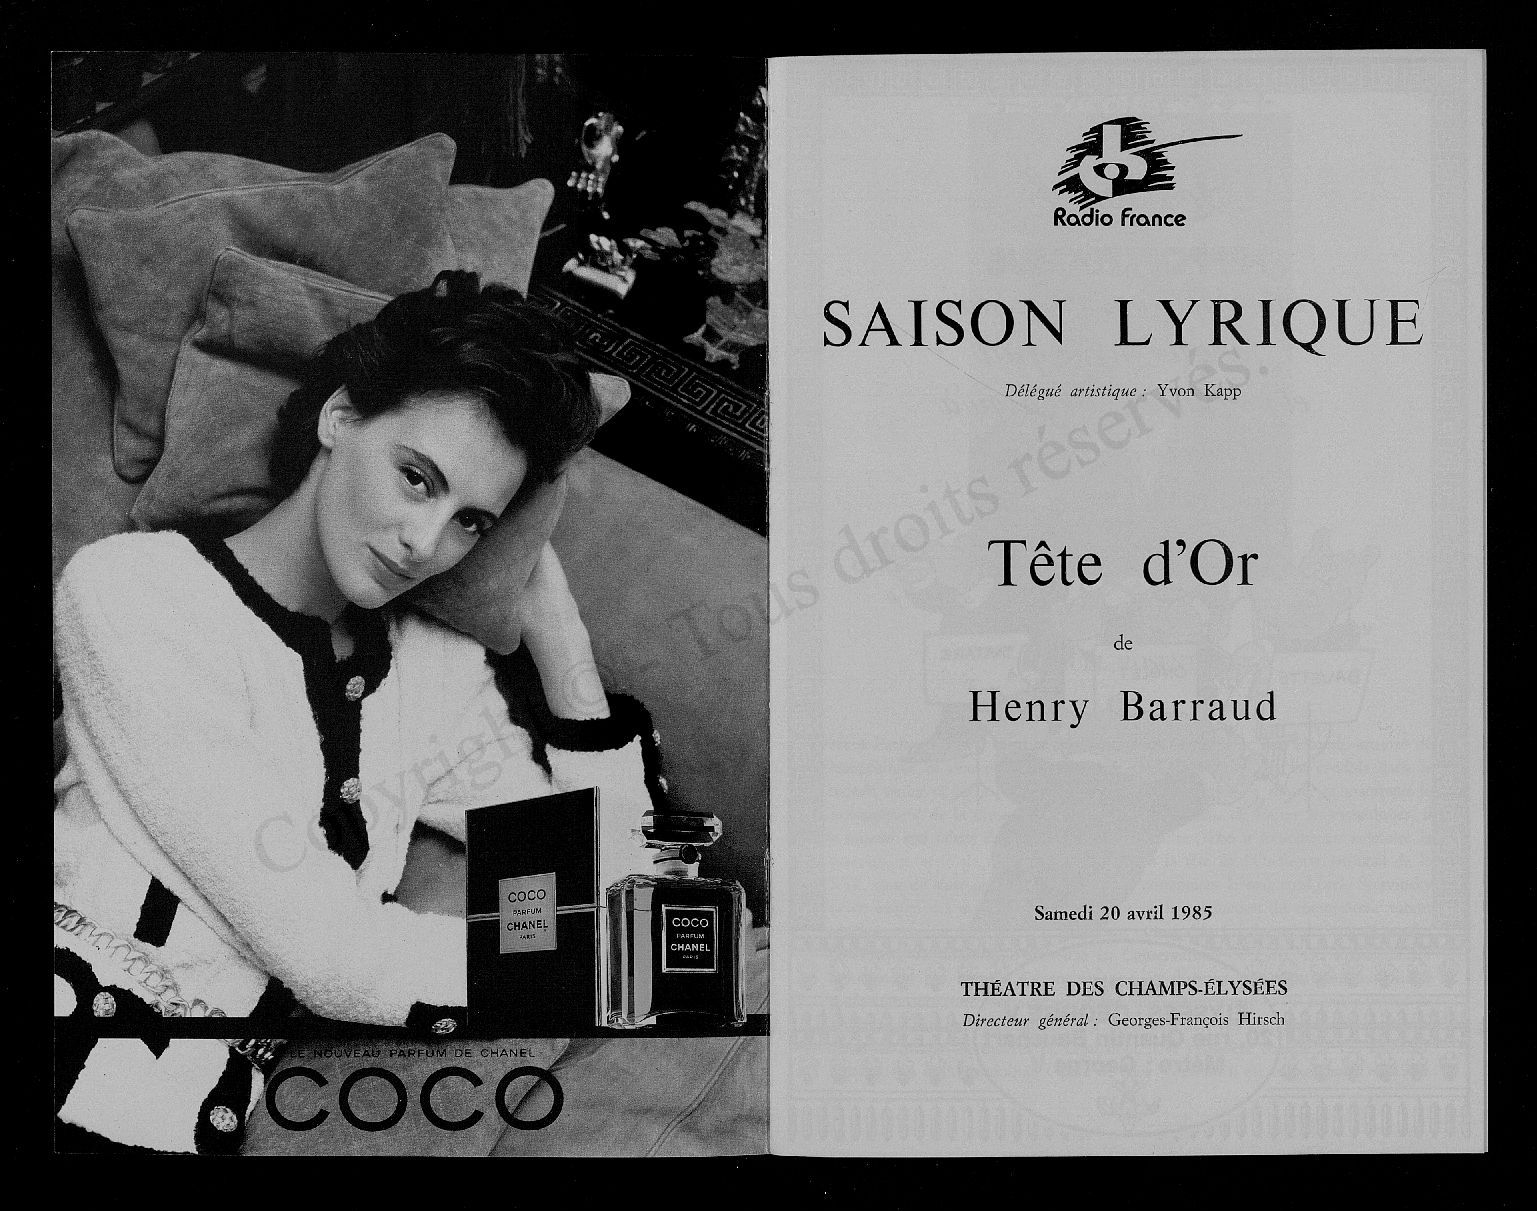 COCO
PARFUM
CHANEL
PARIS
COCO
PARFUM
CHANEL
PARIS
LE NOUVEAU PARFUM DE CHANEL
COCO
Radio France
SAISON LYRIQUE
Délégué artistique : Yvon Kapp
Tête d'Or
de
Henry Barraud
Samedi 20 avril 1985
THÉATRE DES CHAMPS-ÉLYSÉES
Directeur général : Georges-François Hirsch
Copyright © - Tous droits réservés.